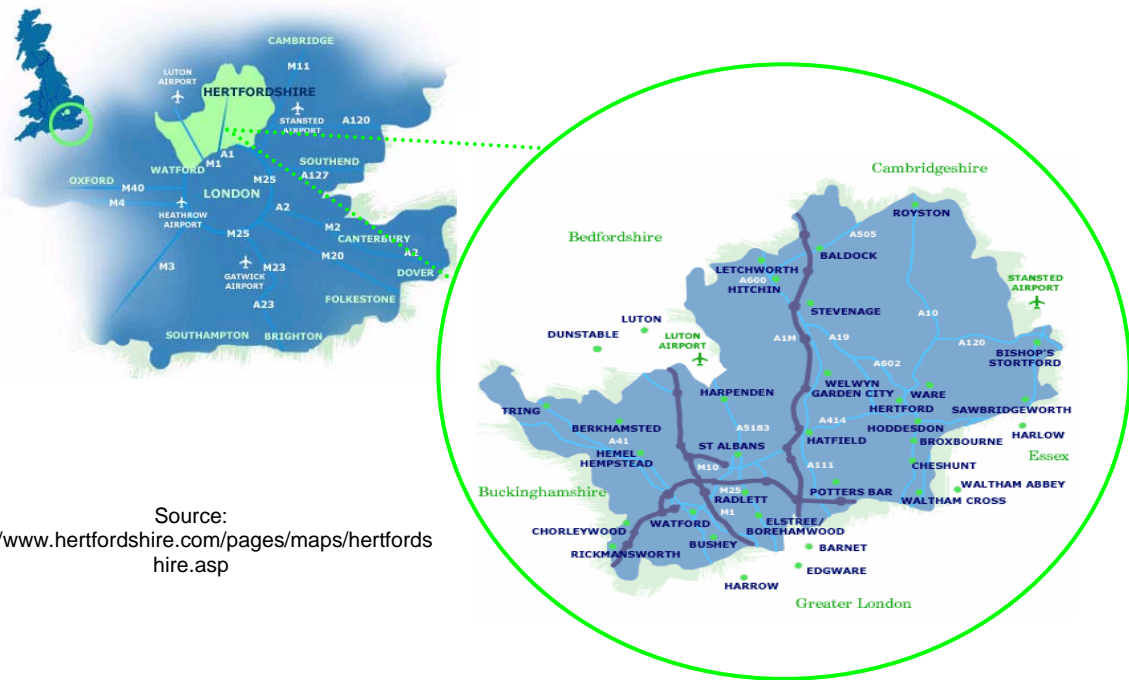 CAMBRIDGE
M11
LUTON
AIRPORT
HERTFORDSHIRE
STANSTED
AIRPORT
A120
A1
M1
WATFORD
SOUTHEND
A127
OXFORD
M40
M25
LONDON
M4
A2
HEATHROW
AIRPORT
M25
M2
CANTERBURY
A2
M20
M3
M23
GATWICK
AIRPORT
DOVER
A23
FOLKESTONE
SOUTHAMPTON
BRIGHTON
Cambridgeshire
ROYSTON
Bedfordshire
A505
BALDOCK
LETCHWORTH
A600
HITCHIN
STANSTED
AIRPORT
STEVENAGE
A10
LUTON
DUNSTABLE
LUTON
AIRPORT
A1M
A19
A120
BISHOP'S
STORTFORD
A602
WELWYN
GARDEN CITY
WARE
HARPENDEN
HERTFORD
SAWBRIDGEWORTH
TRING
BERKHAMSTED
A5183
A414
HODDESDON
HARLOW
A41
ST ALBANS
HATFIELD
BROXBOURNE
Essex
HEMEL
HEMPSTEAD
M10
A111
CHESHUNT
Buckinghamshire
M25
RADLETT
POTTERS BAR
WALTHAM ABBEY
WALTHAM CROSS
M1
WATFORD
ELSTREE/
BOREHAMWOOD
CHORLEYWOOD
BUSHEY
BARNET
RICKMANSWORTH
EDGWARE
HARROW
Greater London
Source:
/www.hertfordshire.com/pages/maps/hertfords
hire.asp